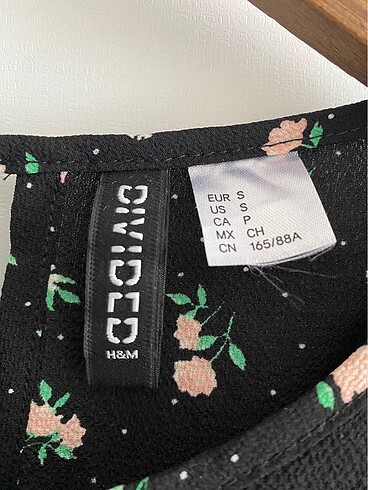 DIVIDED
H&M
EUR S
US S
CA P
MX CH
CN 165/88A